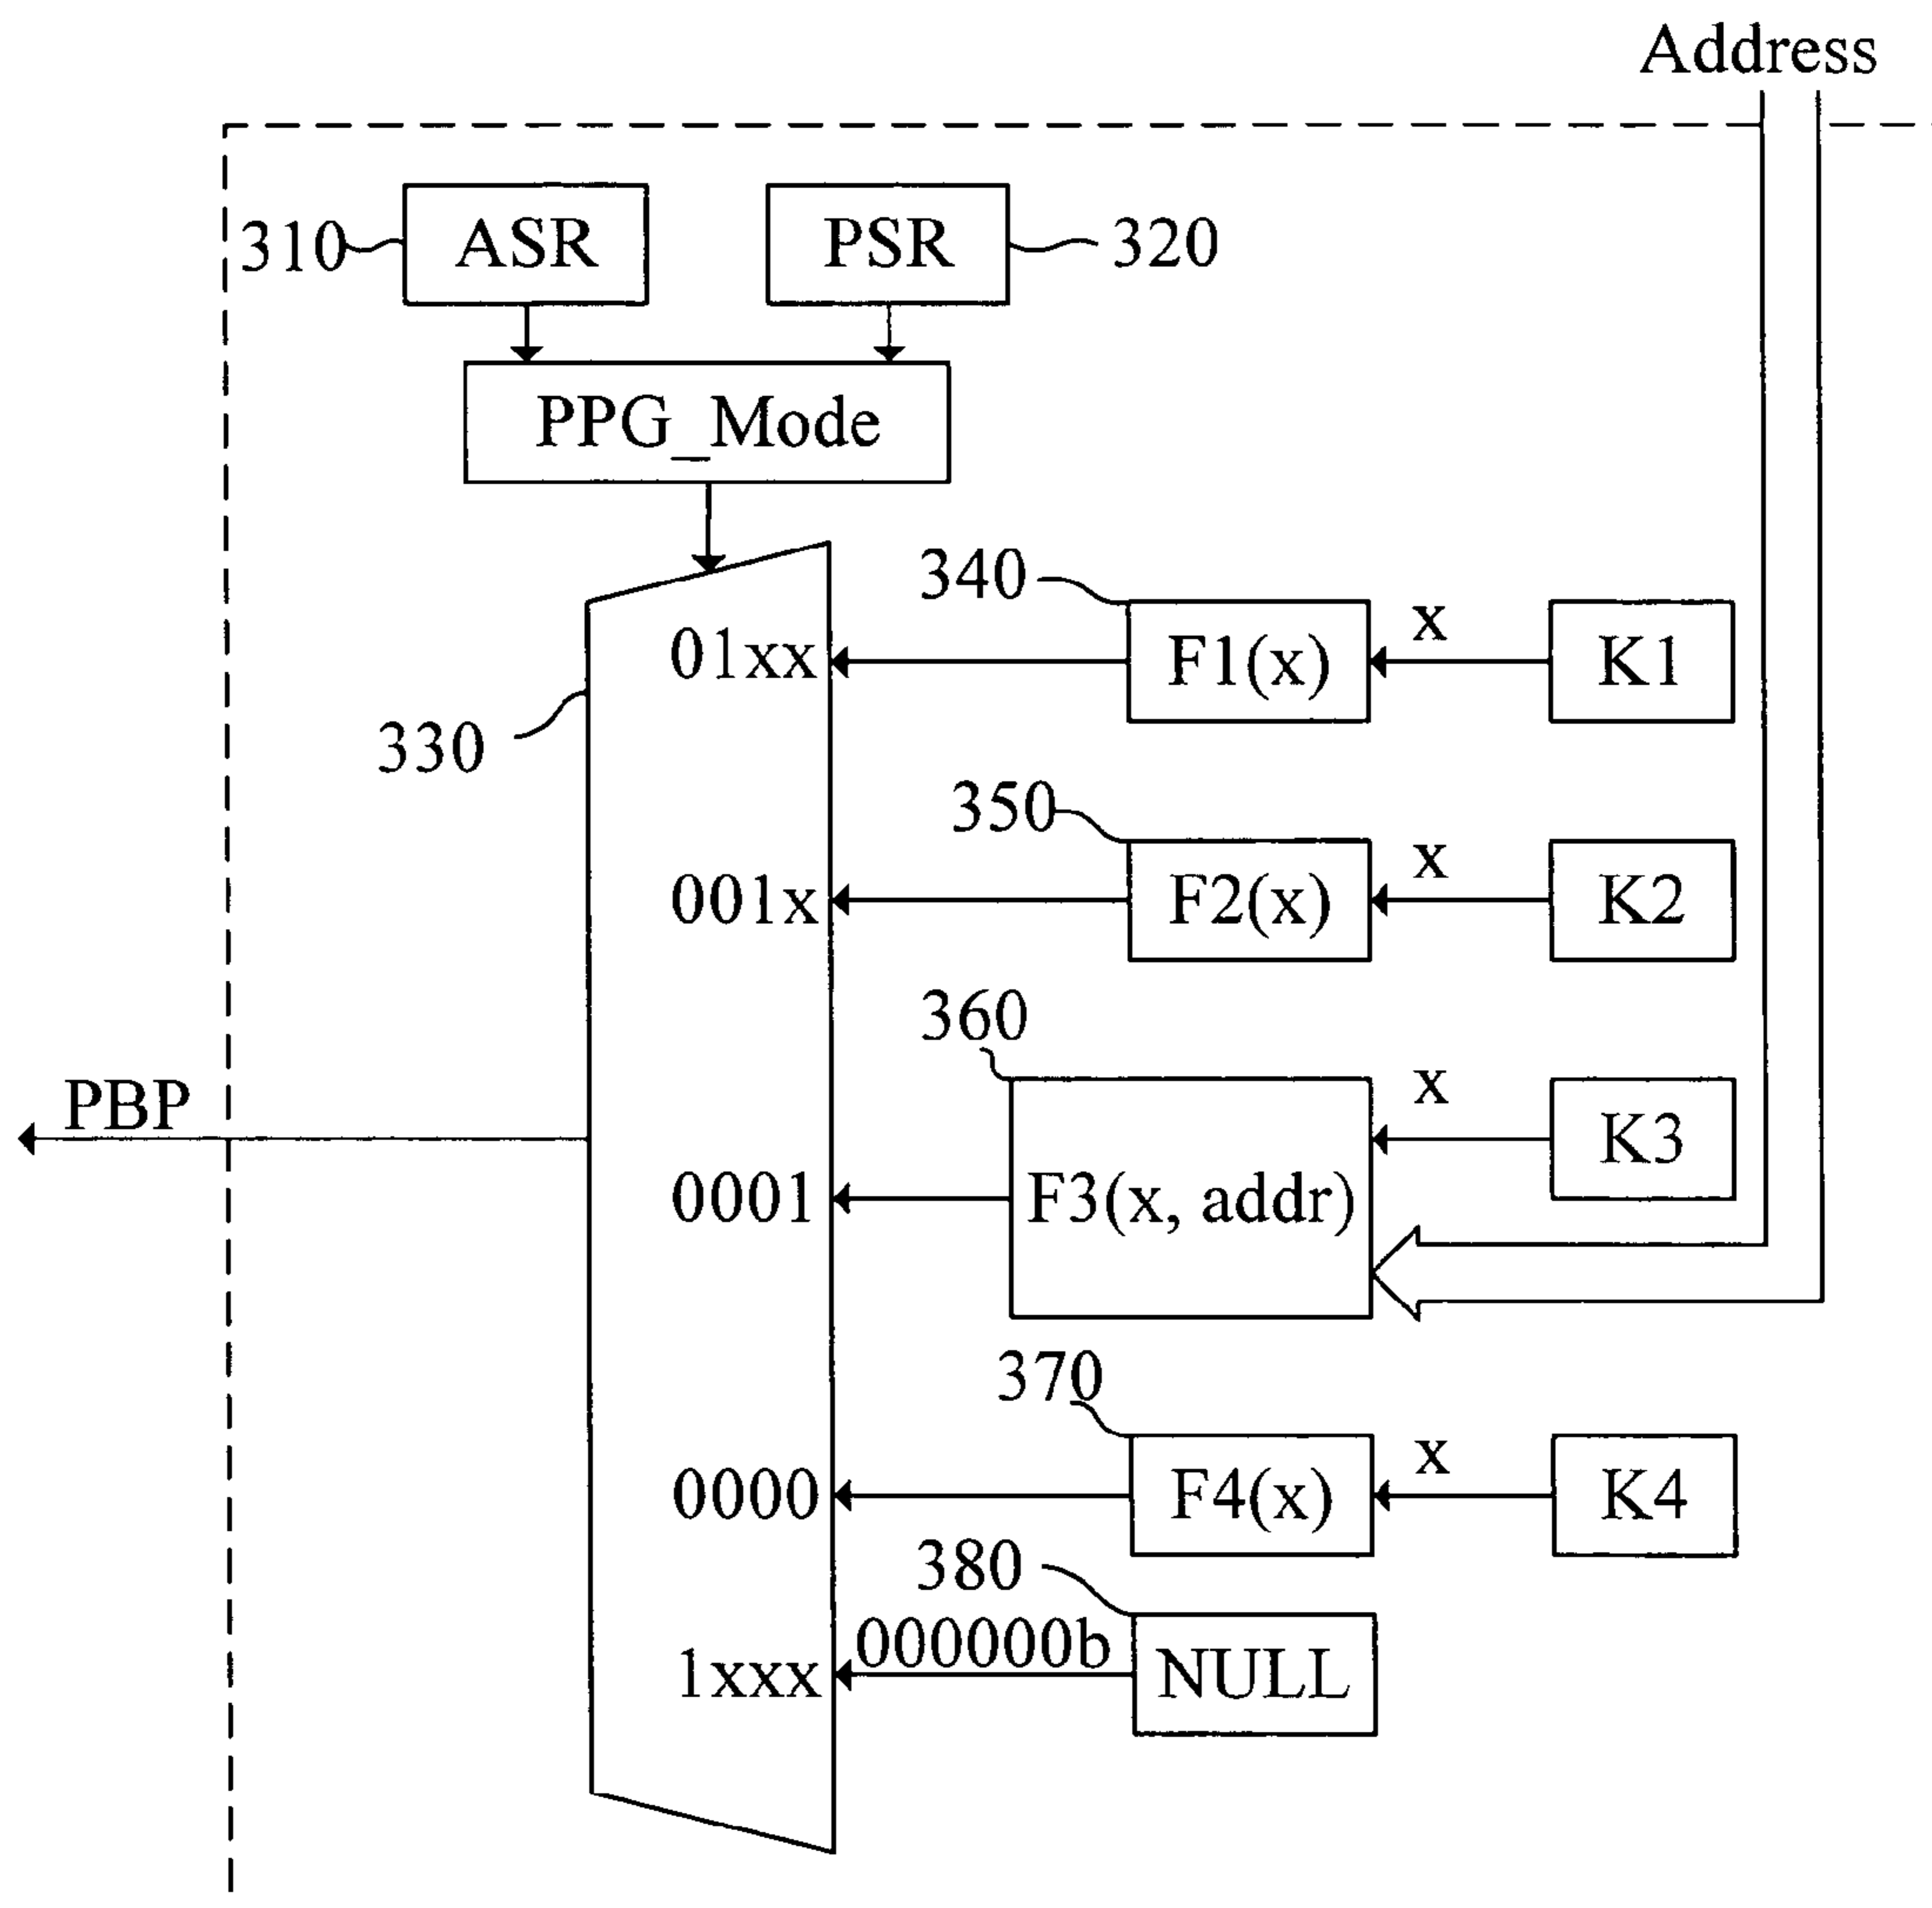 Address
310 ASR PSR 320
PPG_Mode
340
01xx F1(x) x K1
330
350
001x F2(x) x K2
360
PBP
0001 F3(x, addr) x K3
370
0000 F4(x) x K4
380
1xxx 000000b NULL